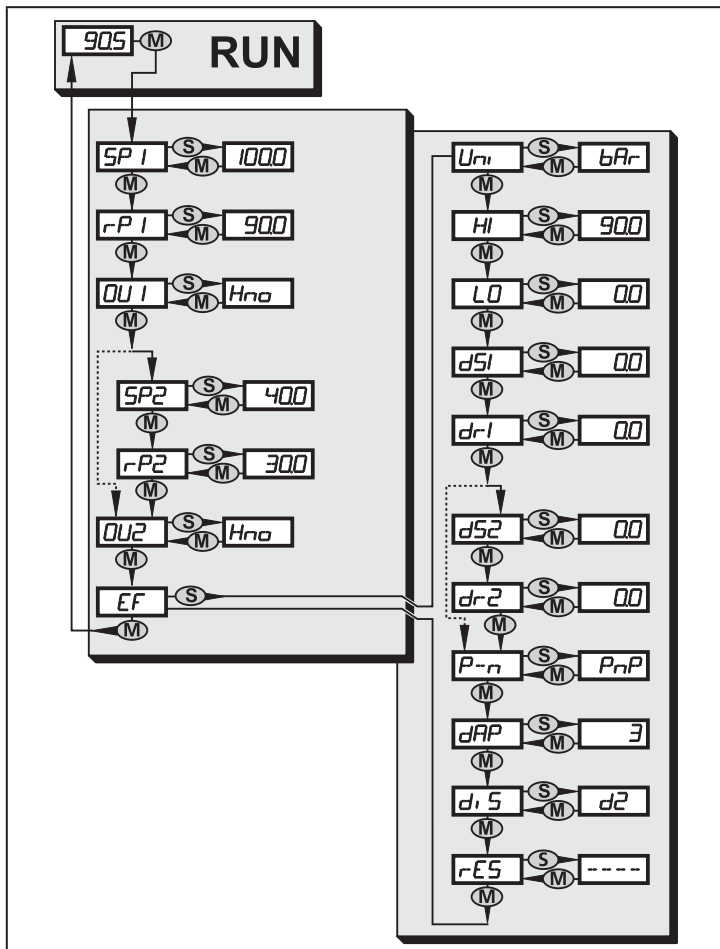 90.5 M RUN
SP1 S M 100.0
M
rP1 S M 90.0
M
OU1 S M Hno
M
SP2 S M 40.0
M
rP2 S M 30.0
M
OU2 S M Hno
M
EF S
M
Uni S M bAr
M
HI S M 90.0
M
LO S M 0.0
M
dS1 S M 0.0
M
dr1 S M 0.0
M
dS2 S M 0.0
M
dr2 S M 0.0
M
P-n S M PnP
M
dAP S M 3
M
diS S M d2
M
rES S M ----
M